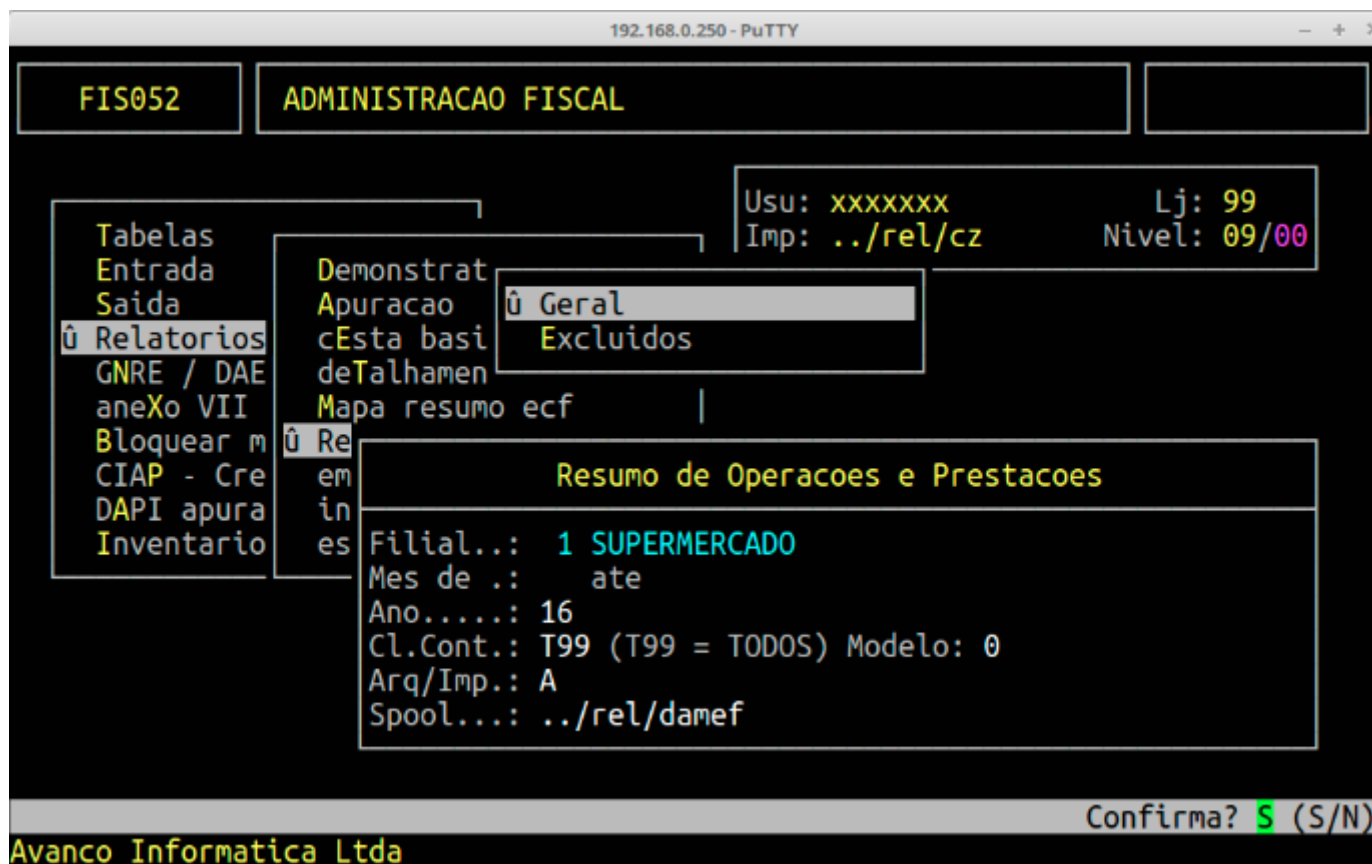 192.168.0.250 - PuTTY
FIS052
ADMINISTRACAO FISCAL
Usu: xxxxxxx Lj: 99
Imp: ../rel/cz Nivel: 09/00
Tabelas
Entrada
Saida
û Relatorios
GNRE / DAE
aneXo VII
Bloquear m
CIAP - Cre
DAPI apura
Inventario
Demonstrat
Apuracao
cEsta basi
deTalhamen
Mapa resumo ecf
û Re
em
in
es
û Geral
Excluidos
Resumo de Operacoes e Prestacoes
Filial..: 1 SUPERMERCADO
Mes de .: ate
Ano.....: 16
Cl.Cont.: T99 (T99 = TODOS) Modelo: 0
Arq/Imp.: A
Spool...: ../rel/damef
Confirma? S (S/N)
Avanco Informatica Ltda